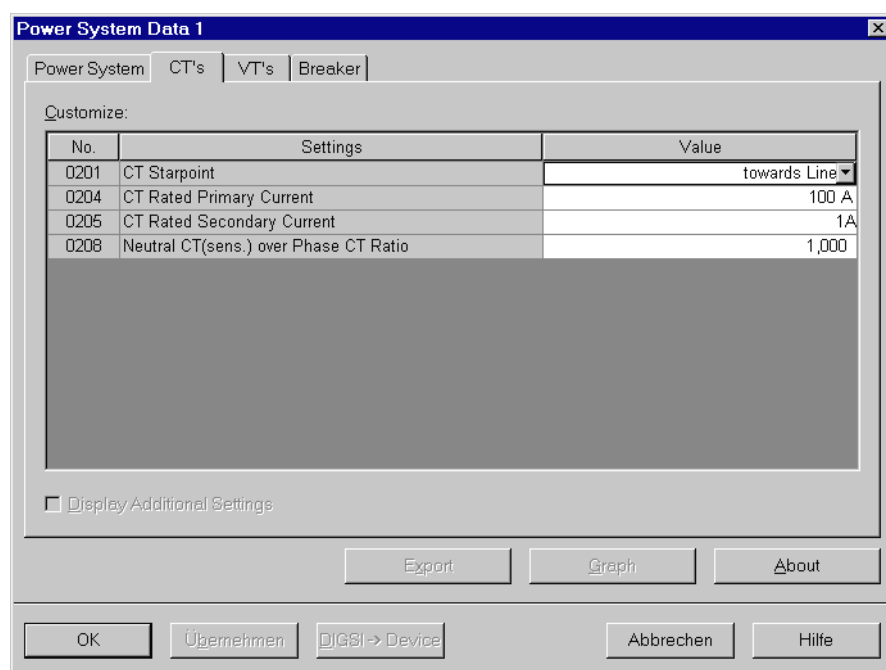 Power System Data 1
Power System CT's VT's Breaker
Customize:
No. Settings Value
0201 CT Starpoint towards Line
0204 CT Rated Primary Current 100 A
0205 CT Rated Secondary Current 1A
0208 Neutral CT(sens.) over Phase CT Ratio 1,000
Display Additional Settings
Export Graph About
OK Übernehmen DIGSI -> Device Abbrechen Hilfe